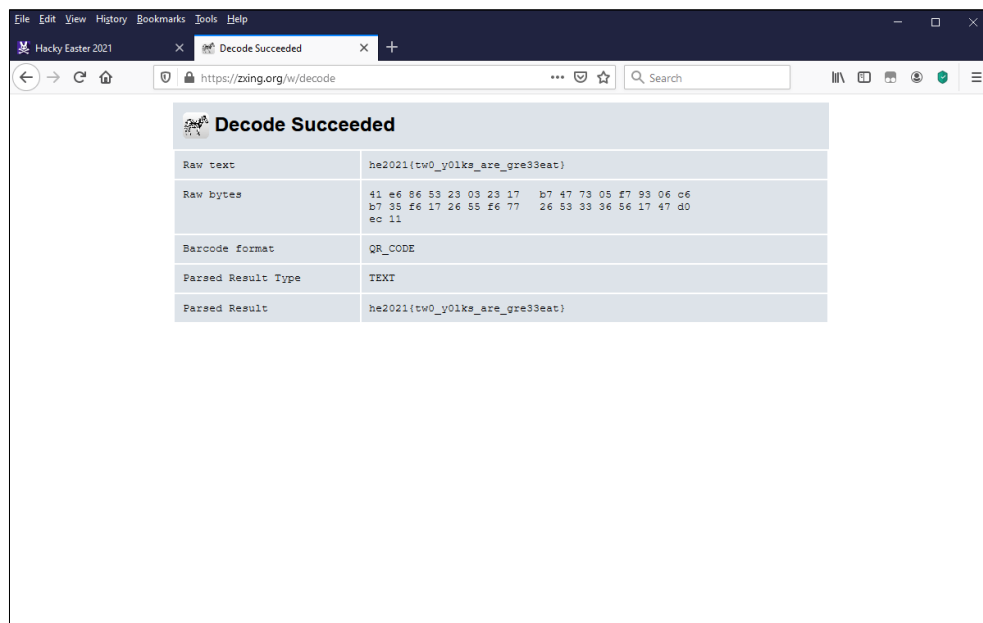 File Edit View History Bookmarks Tools Help
Hacky Easter 2021
Decode Succeeded
https://zxing.org/w/decode
Search
Decode Succeeded
Raw text he2021{tw0_y0lks_are_gre33eat}
Raw bytes 41 e6 86 53 23 03 23 17 b7 47 73 05 f7 93 06 c6
b7 35 f6 17 26 55 f6 77 26 53 33 36 56 17 47 d0
ec 11
Barcode format QR_CODE
Parsed Result Type TEXT
Parsed Result he2021{tw0_y0lks_are_gre33eat}